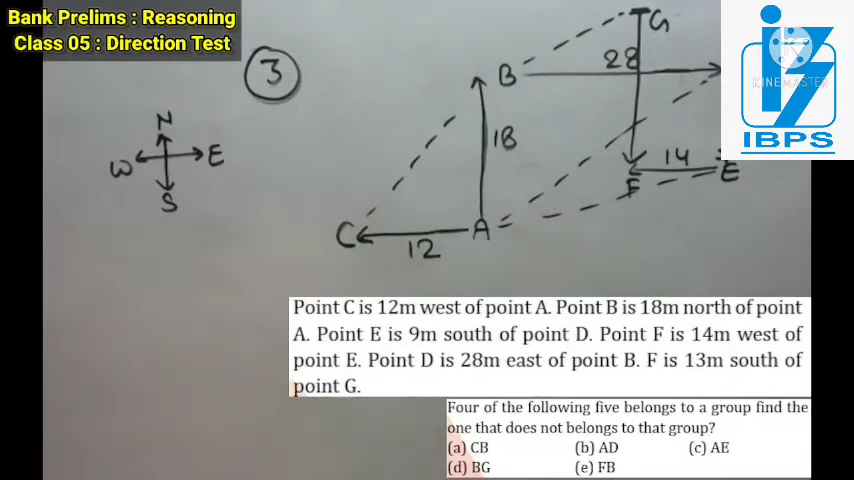 Bank Prelims : Reasoning
Class 05 : Direction Test
3
G
B
28
N
W
E
S
18
14
F
E
C
12
A
KINEMASTER
IBPS
Point C is 12m west of point A. Point B is 18m north of point
A. Point E is 9m south of point D. Point F is 14m west of
point E. Point D is 28m east of point B. F is 13m south of
point G.
Four of the following five belongs to a group find the
one that does not belongs to that group?
(a) CB (b) AD (c) AE
(d) BG (e) FB